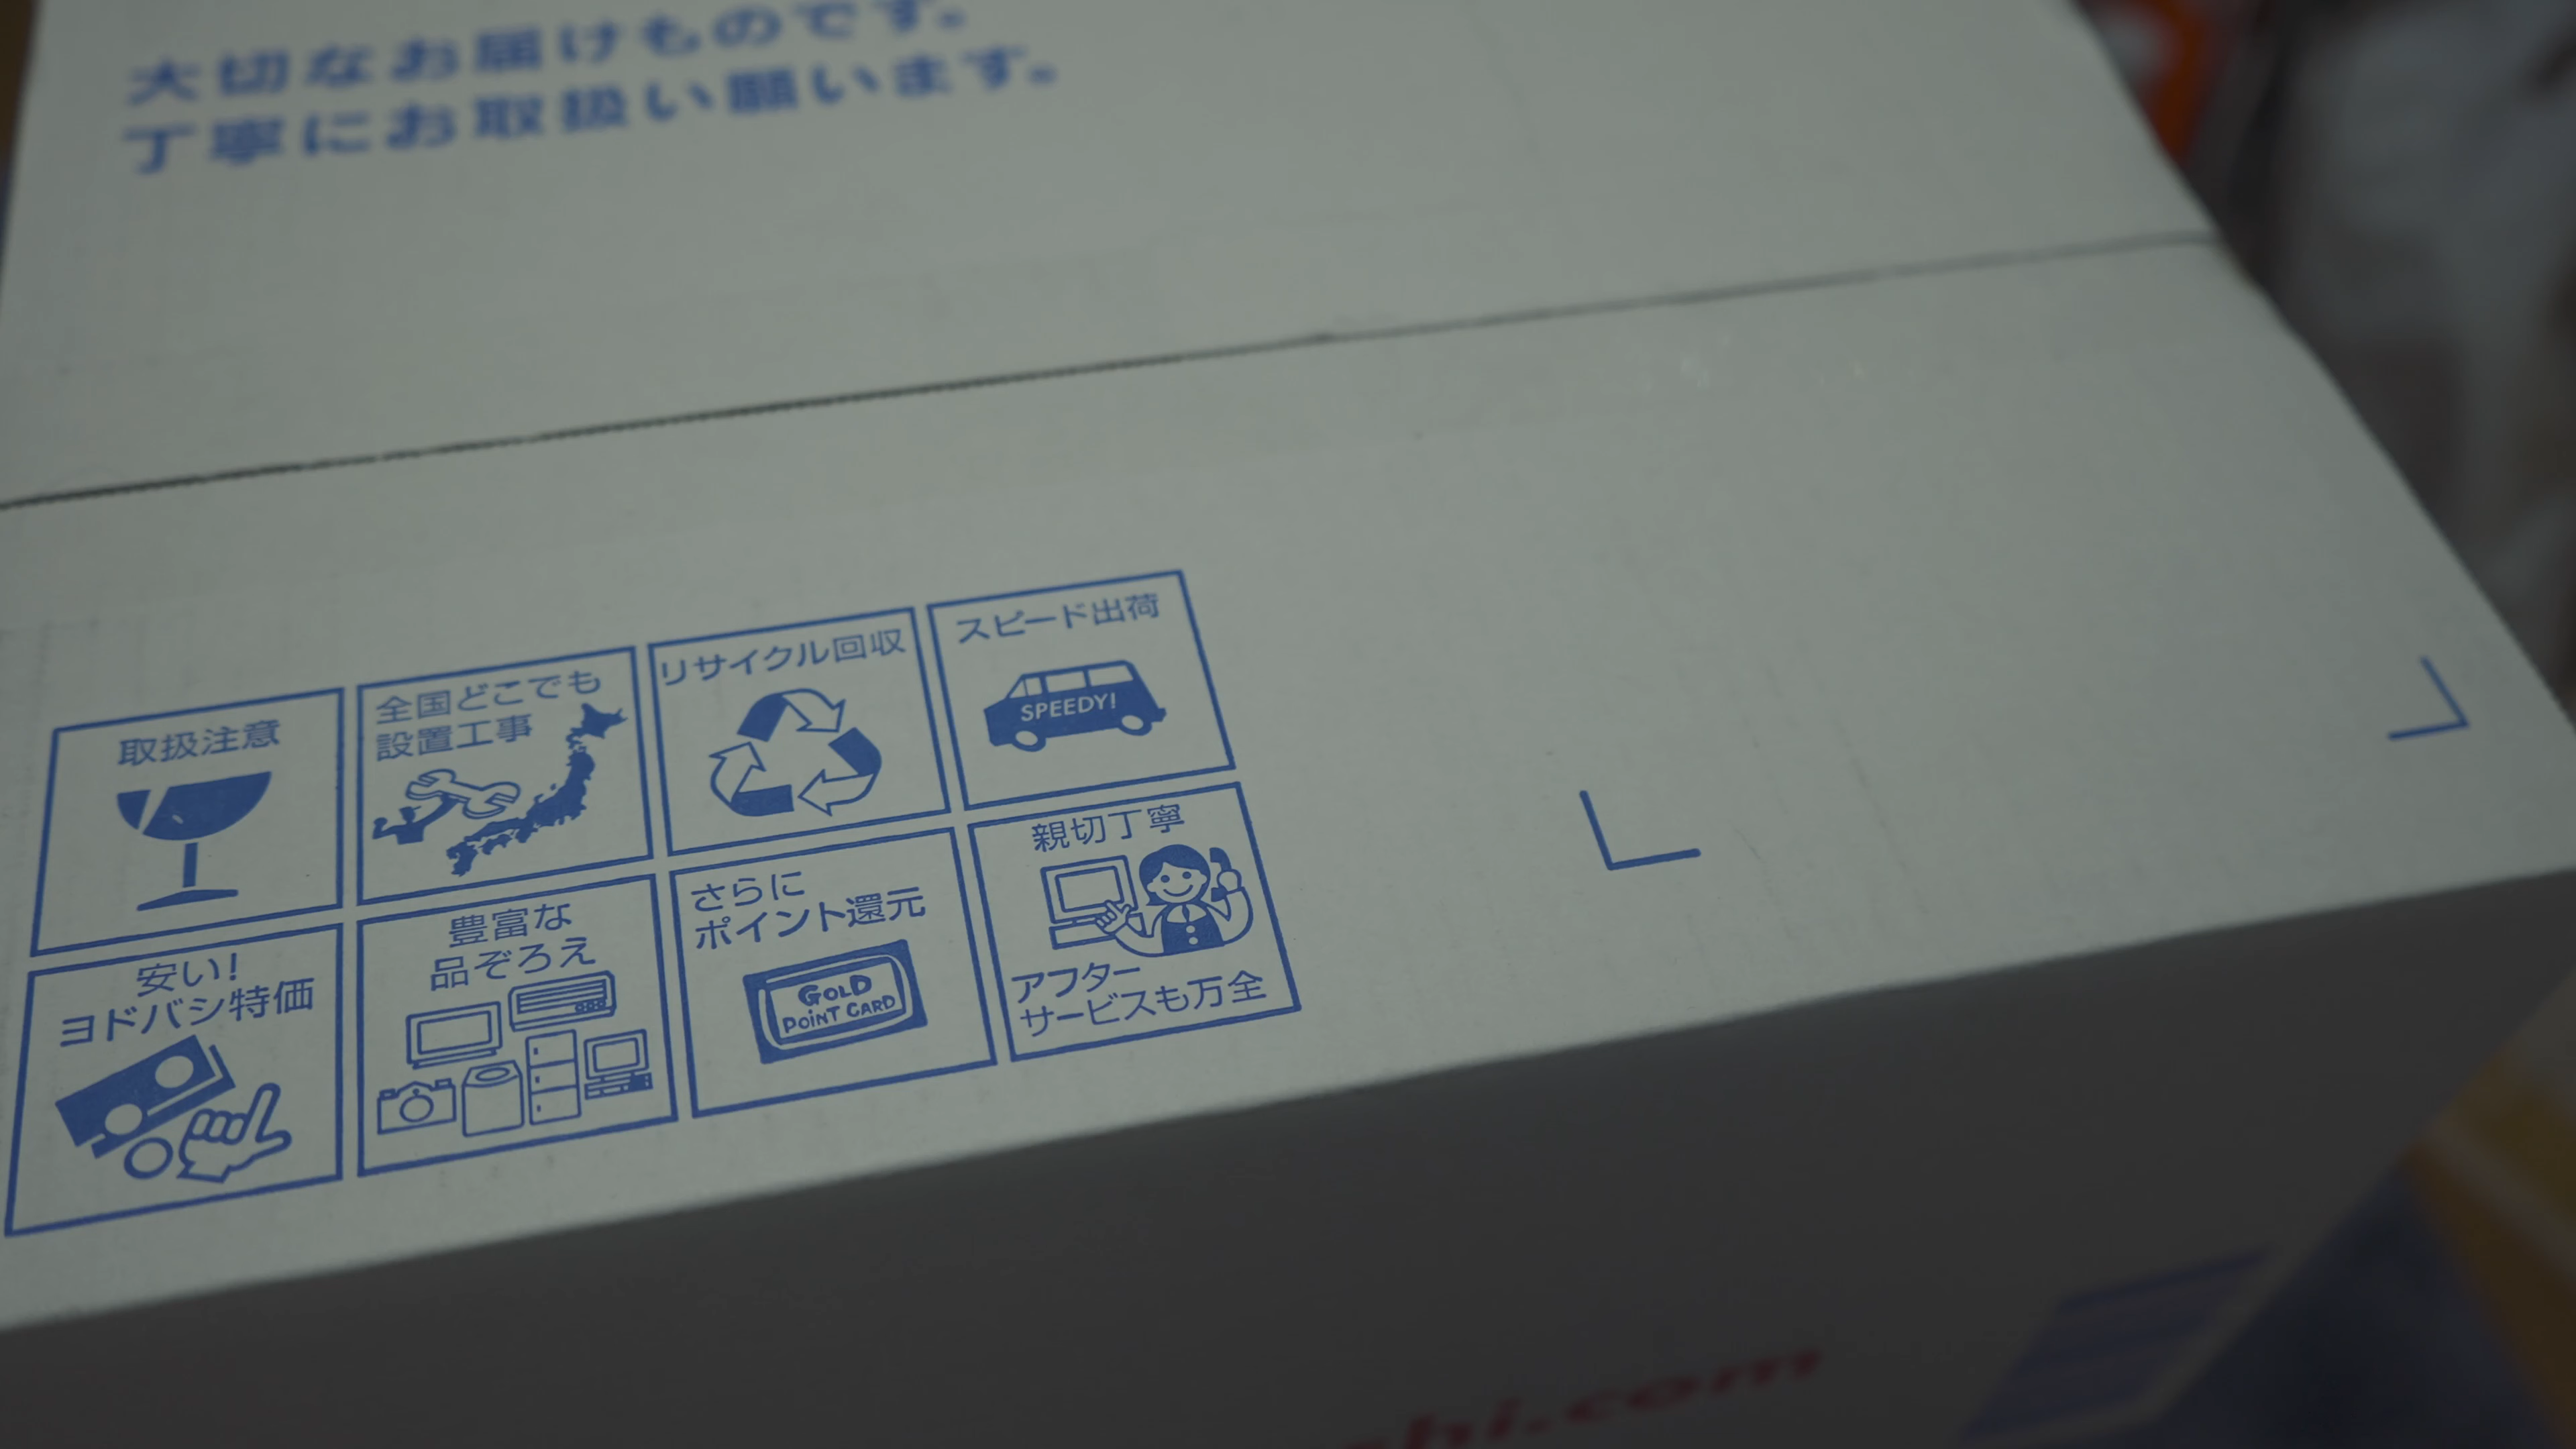 大切なお届けものです。
丁寧にお取扱い願います。
取扱注意
全国どこでも
設置工事
リサイクル回収
スピード出荷
SPEEDY!
安い!
ヨドバシ特価
豊富な
品ぞろえ
さらに
ポイント還元
GOLD
POINT CARD
親切丁寧
アフター
サービスも万全
hi.com